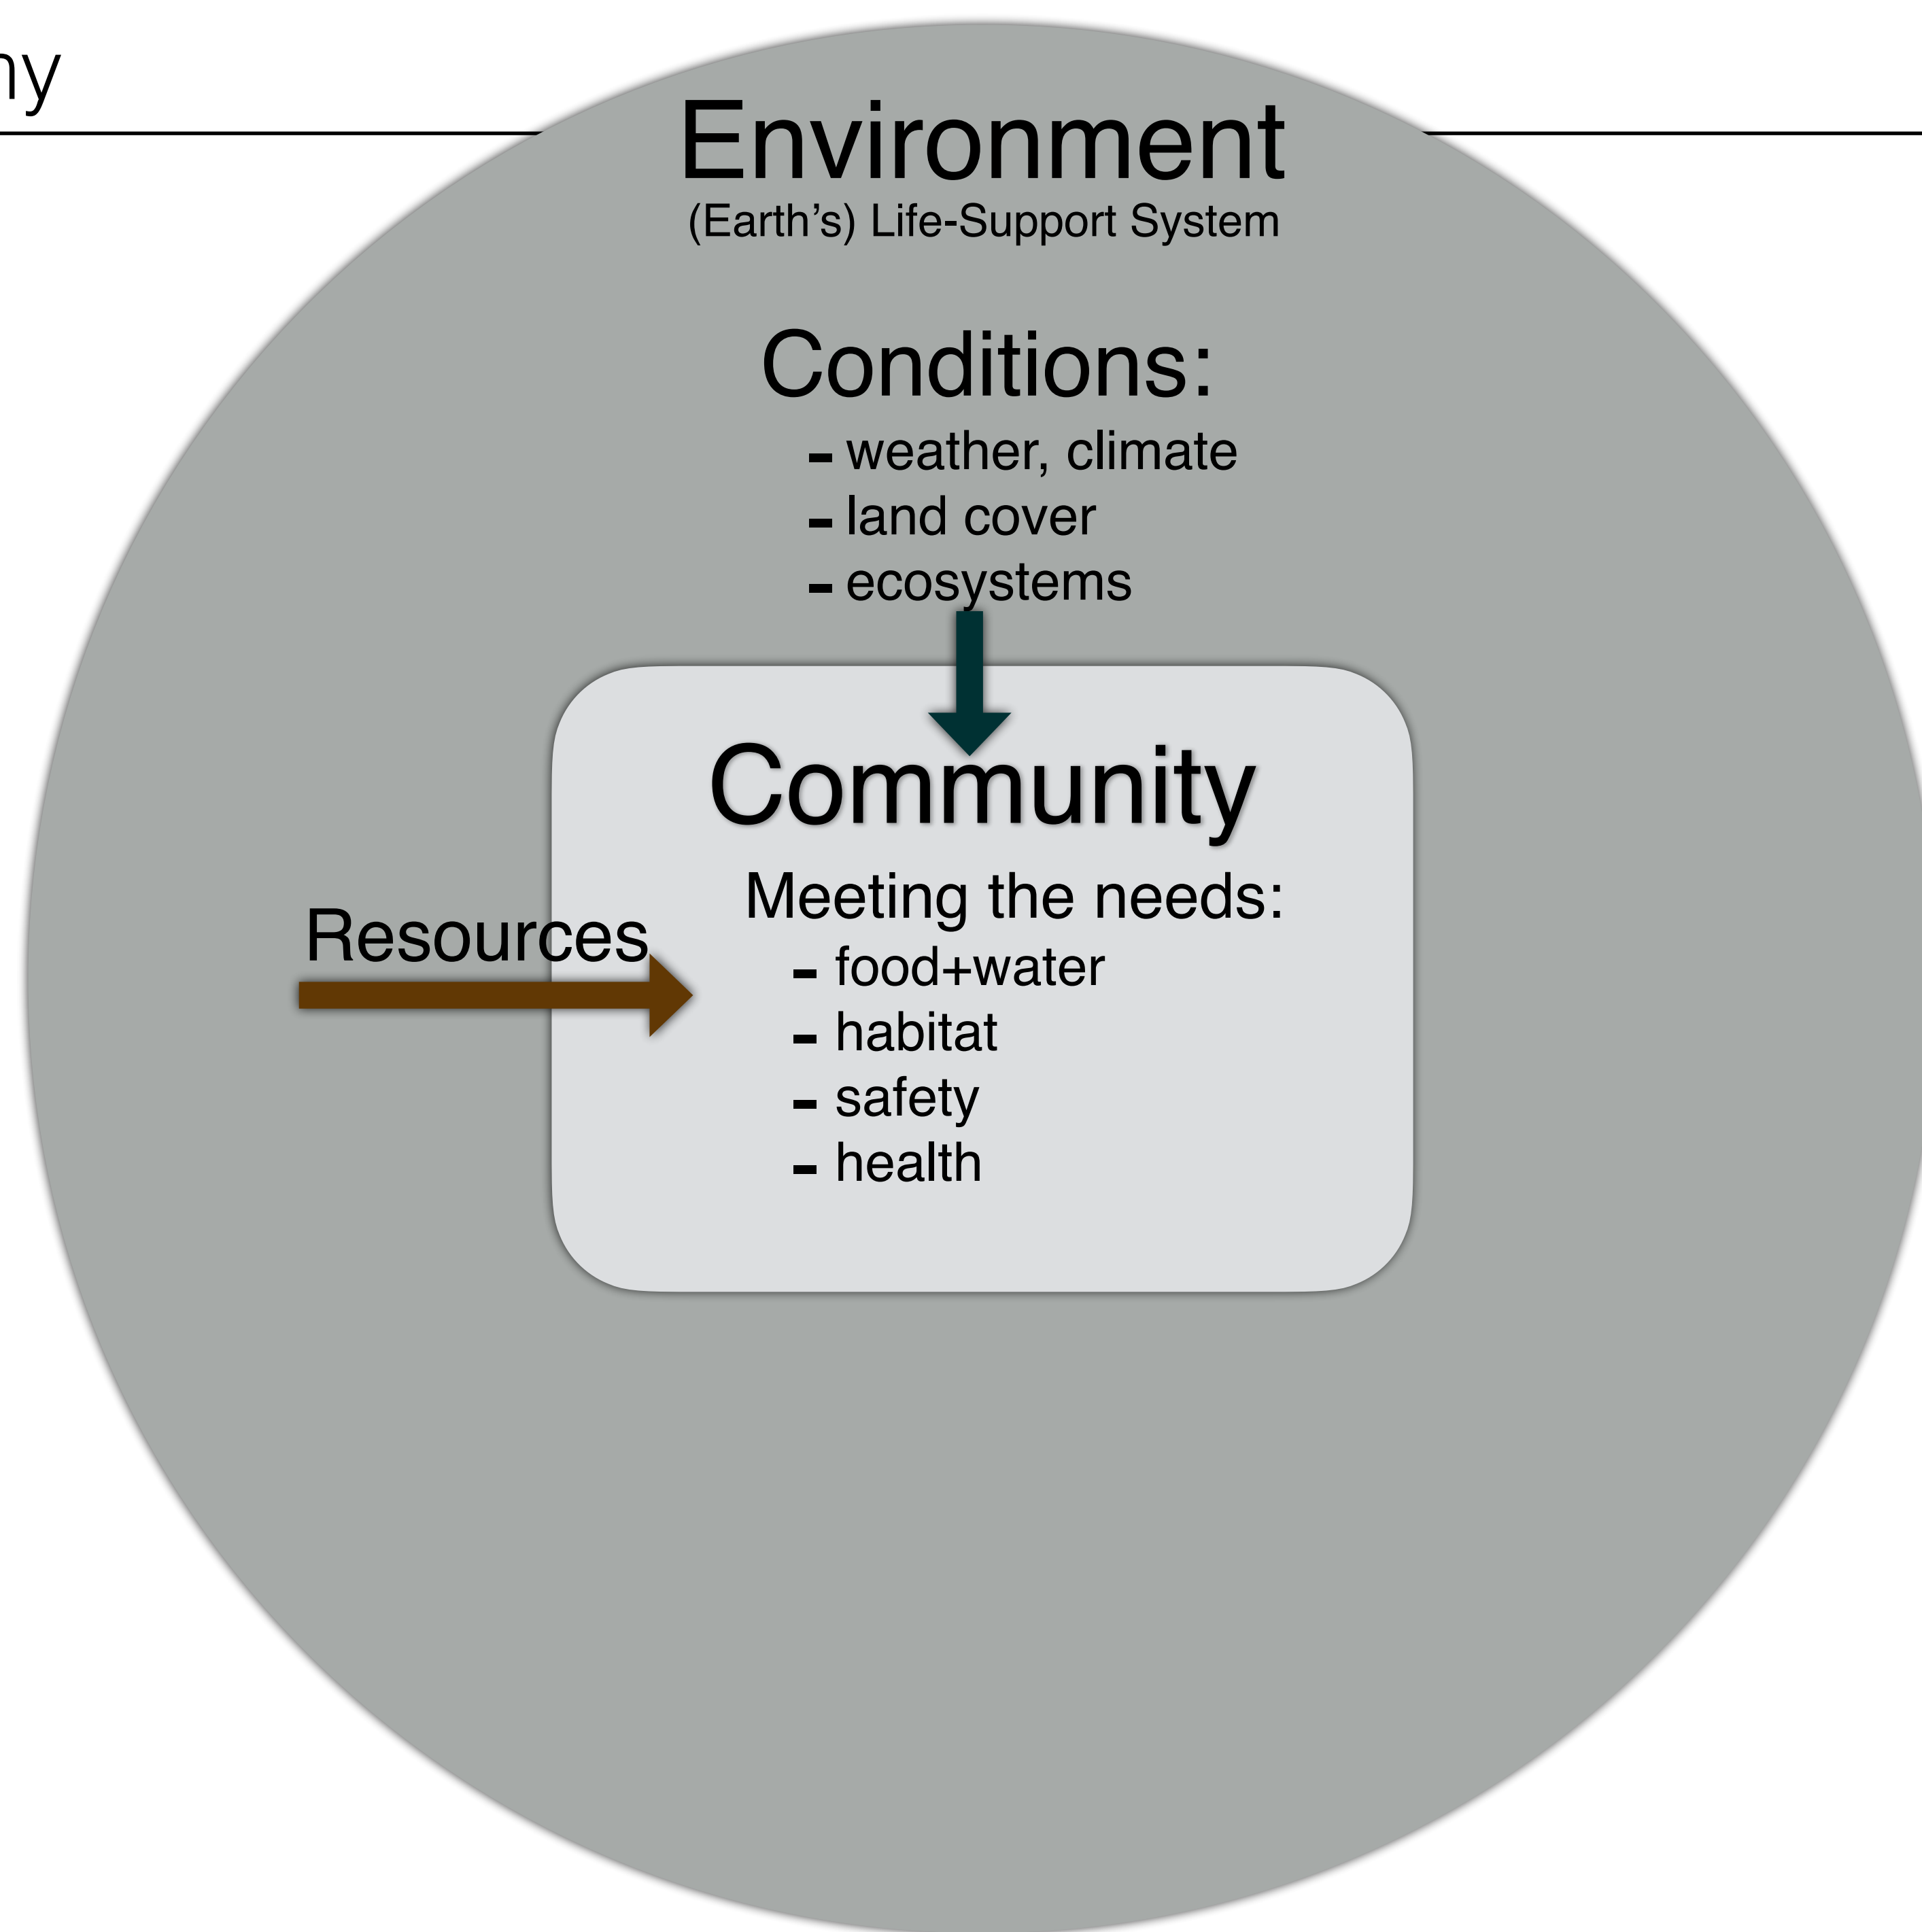 Environment
(Earth's) Life-Support System
Conditions:
- weather, climate
- land cover
- ecosystems
Community
Meeting the needs:
Resources
- food+water
- habitat
- safety
- health